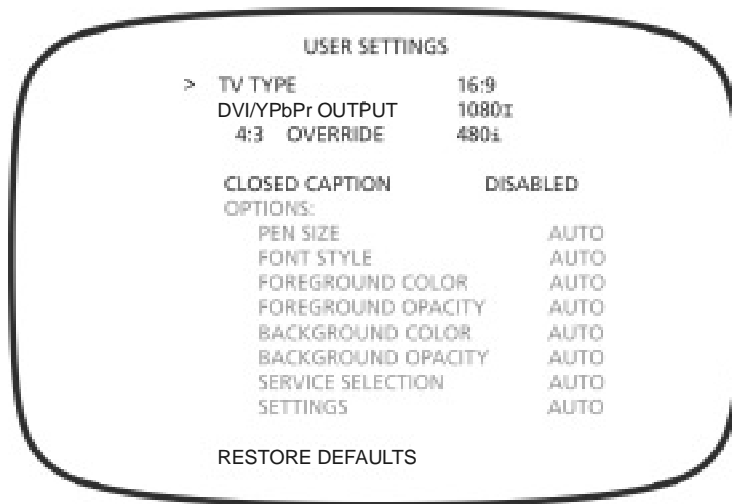 USER SETTINGS
> TV TYPE 16:9
DVI/YPbPr OUTPUT 1080I
4:3 OVERRIDE 480i
CLOSED CAPTION DISABLED
OPTIONS:
PEN SIZE AUTO
FONT STYLE AUTO
FOREGROUND COLOR AUTO
FOREGROUND OPACITY AUTO
BACKGROUND COLOR AUTO
BACKGROUND OPACITY AUTO
SERVICE SELECTION AUTO
SETTINGS AUTO
RESTORE DEFAULTS